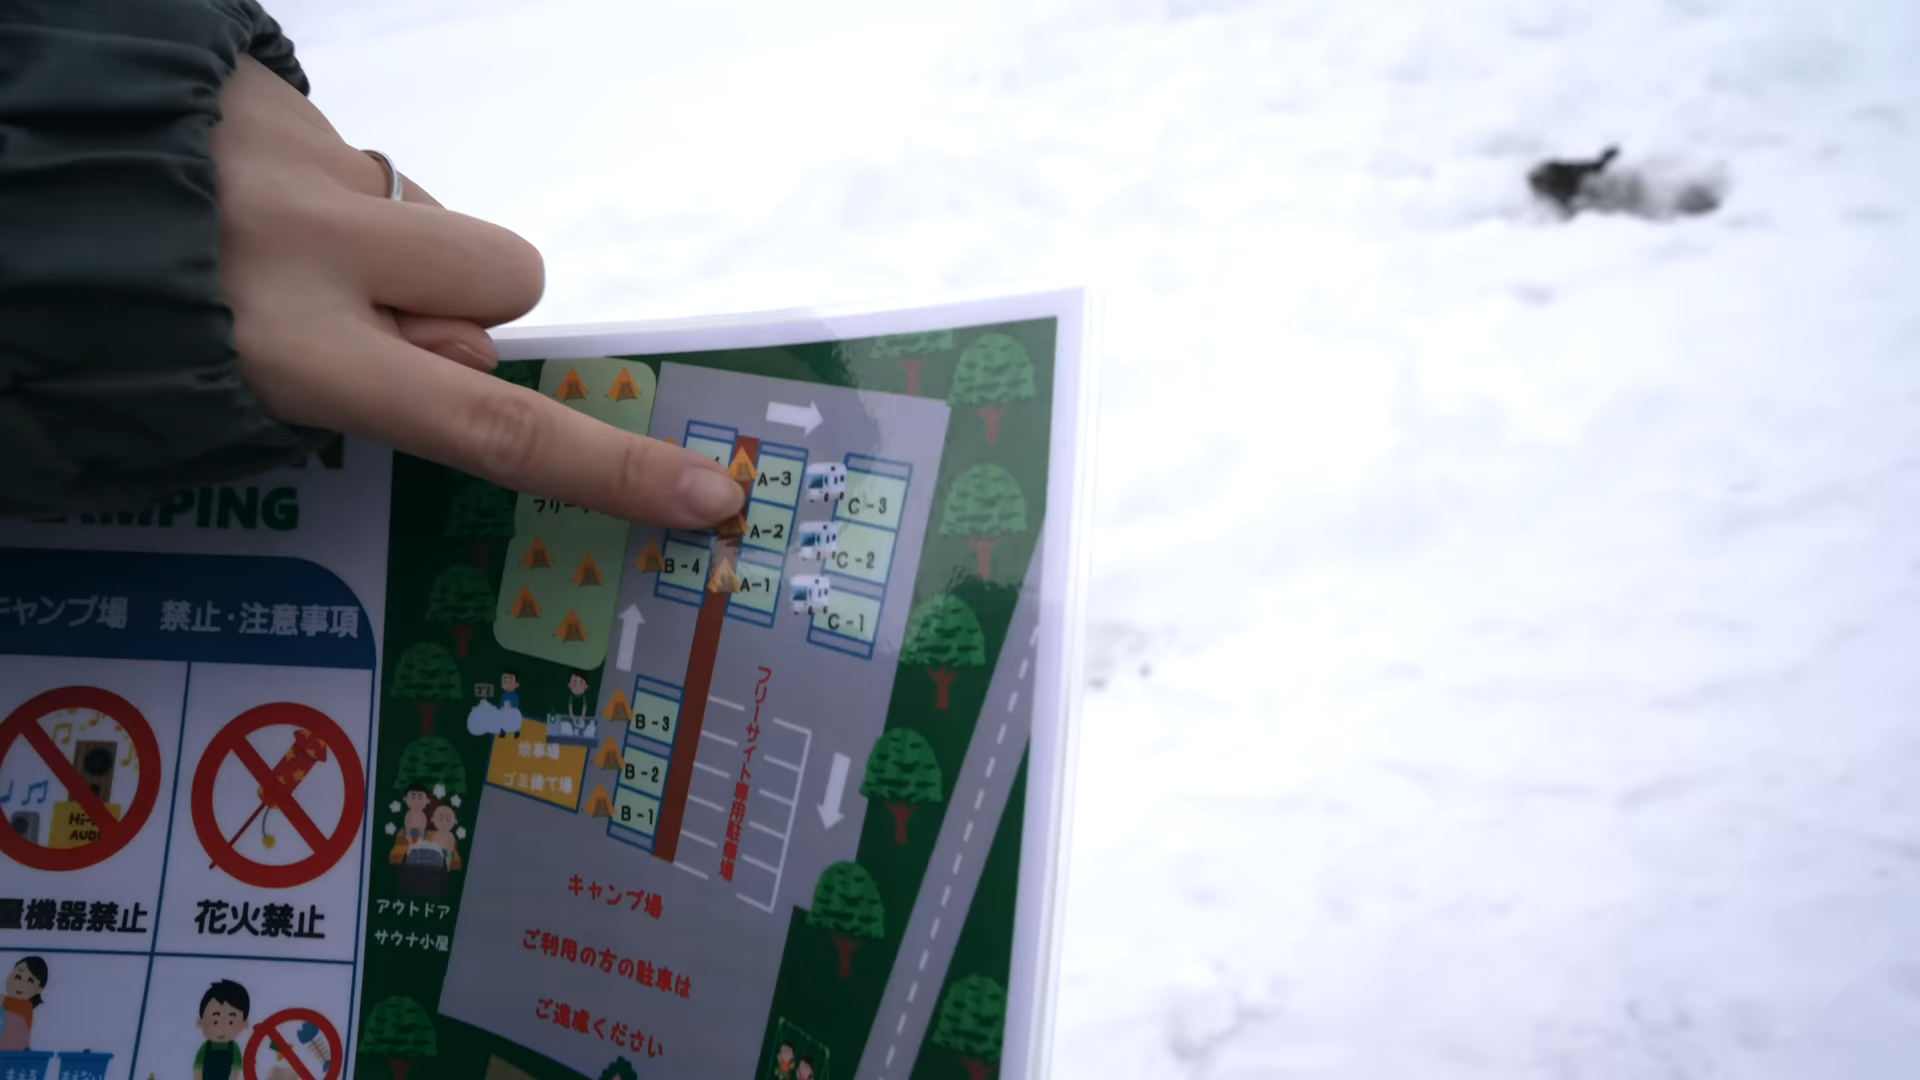 AMPING
キャンプ場 禁止・注意事項
Hi-
AUDI
量機器禁止
花火禁止
A-3
A-2
A-1
B-4
C-3
C-2
C-1
B-3
B-2
B-1
フリーサイト専用駐車場
炊事場
ゴミ捨て場
アウトドア
サウナ小屋
キャンプ場
ご利用の方の駐車は
ご遠慮ください